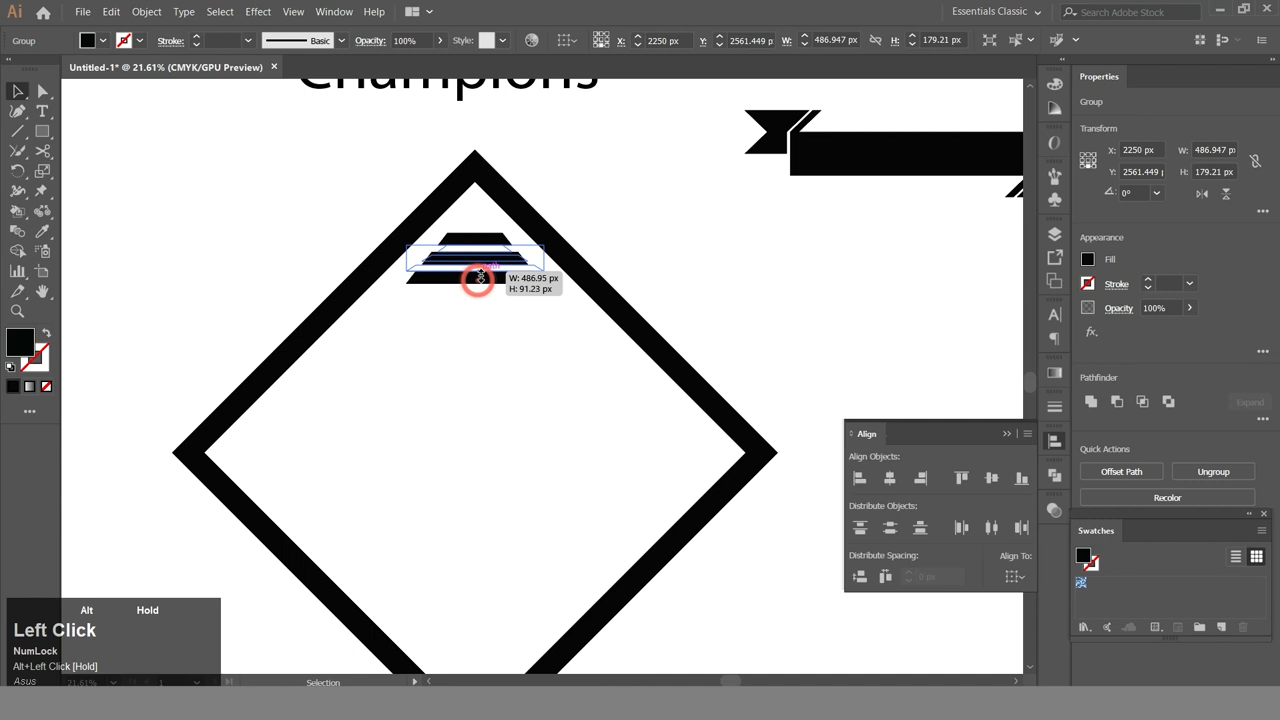 Ai File Edit Object Type Select Effect View Window Help Essentials Classic Search Adobe Stock
Group Stroke: Basic Opacity: 100% Style: X: 2250 px Y: 2561.449 p W: 486.947 px H: 179.21 px
Untitled-1* @ 21.61% (CMYK/GPU Preview)
Champions
Properties
Group
Transform
X: 2250 px W: 486.947 p
Y: 2561.449 p H: 179.21 px
0°
Appearance
Fill
Stroke
Opacity 100%
fx.
Pathfinder
Expand
Quick Actions
Offset Path Ungroup
Recolor
W: 486.95 px
H: 91.23 px
Align
Align Objects:
Distribute Objects:
Distribute Spacing: Align To:
0 px
Swatches
Alt Hold
Left Click
NumLock
Alt+Left Click [Hold]
Asus
21.61% 1 Selection